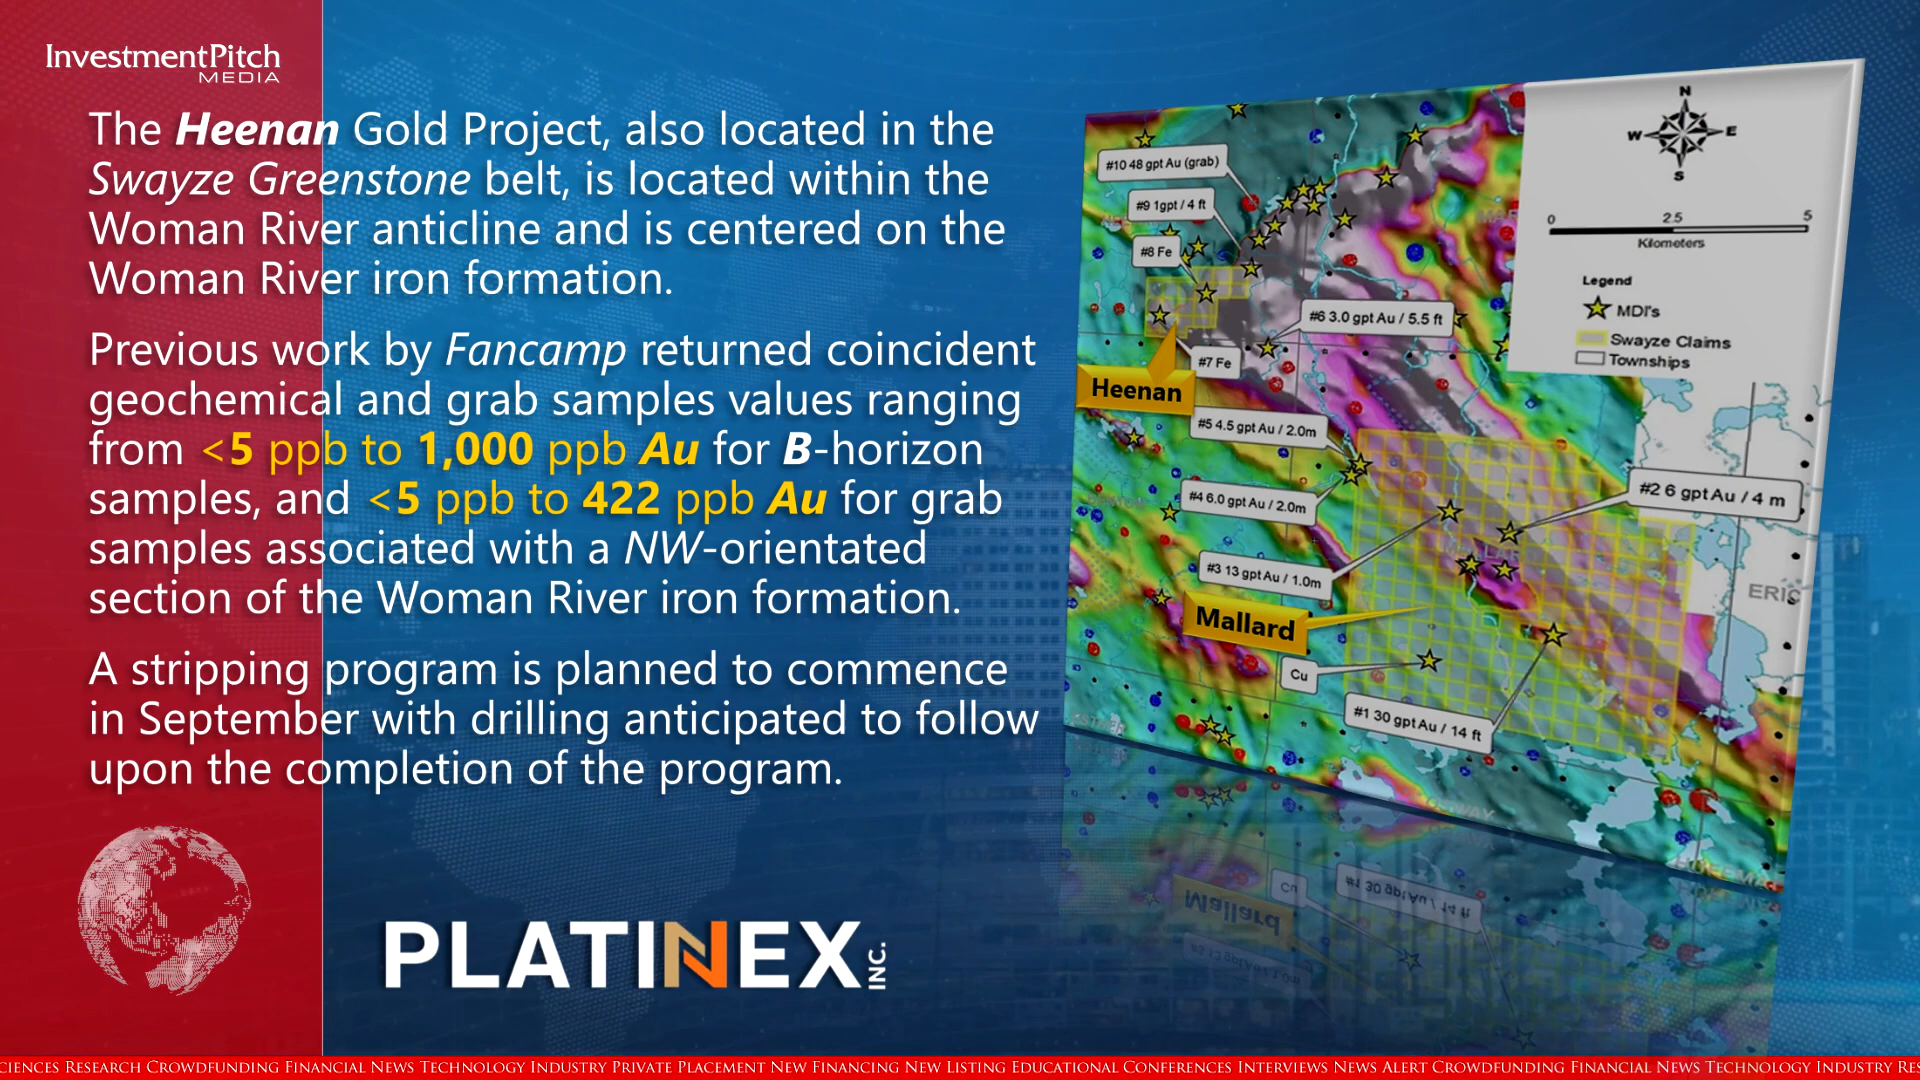 InvestmentPitch
MEDIA
The Heenan Gold Project, also located in the
Swayze Greenstone belt, is located within the
Woman River anticline and is centered on the
Woman River iron formation.
Previous work by Fancamp returned coincident
geochemical and grab samples values ranging
from <5 ppb to 1,000 ppb Au for B-horizon
samples, and <5 ppb to 422 ppb Au for grab
samples associated with a NW-orientated
section of the Woman River iron formation.
A stripping program is planned to commence
in September with drilling anticipated to follow
upon the completion of the program.
PLATINEX INC.
N
W
E
S
0
2.5
5
Kilometers
Legend
MDI's
Swayze Claims
Townships
#10 48 gpt Au (grab)
#9 1gpt / 4 ft
#8 Fe
#6 3.0 gpt Au / 5.5 ft
#7 Fe
Heenan
#5 4.5 gpt Au / 2.0m
#4 6.0 gpt Au / 2.0m
#2 6 gpt Au / 4 m
#3 13 gpt Au / 1.0m
Mallard
Cu
#1 30 gpt Au / 14 ft
CIENCES RESEARCH CROWDFUNDING FINANCIAL NEWS TECHNOLOGY INDUSTRY PRIVATE PLACEMENT NEW FINANCING NEW LISTING EDUCATIONAL CONFERENCES INTERVIEWS NEWS ALERT CROWDFUNDING FINANCIAL NEWS TECHNOLOGY INDUSTRY RES